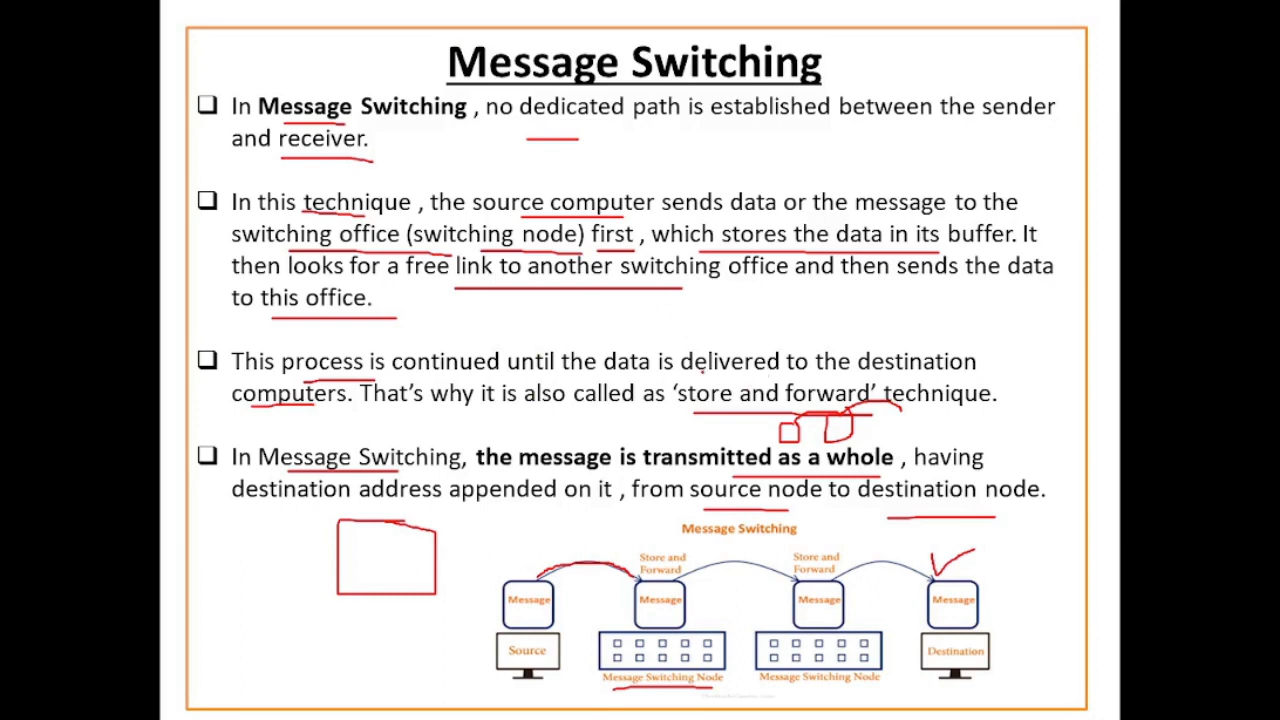 Message Switching
❑ In Message Switching , no dedicated path is established between the sender
and receiver.
❑ In this technique , the source computer sends data or the message to the
switching office (switching node) first , which stores the data in its buffer. It
then looks for a free link to another switching office and then sends the data
to this office.
❑ This process is continued until the data is delivered to the destination
computers. That’s why it is also called as ‘store and forward’ technique.
❑ In Message Switching, the message is transmitted as a whole , having
destination address appended on it , from source node to destination node.
Message Switching
Store and
Forward
Store and
Forward
Message
Message
Message
Message
Source
Destination
Message Switching Node
Message Switching Node